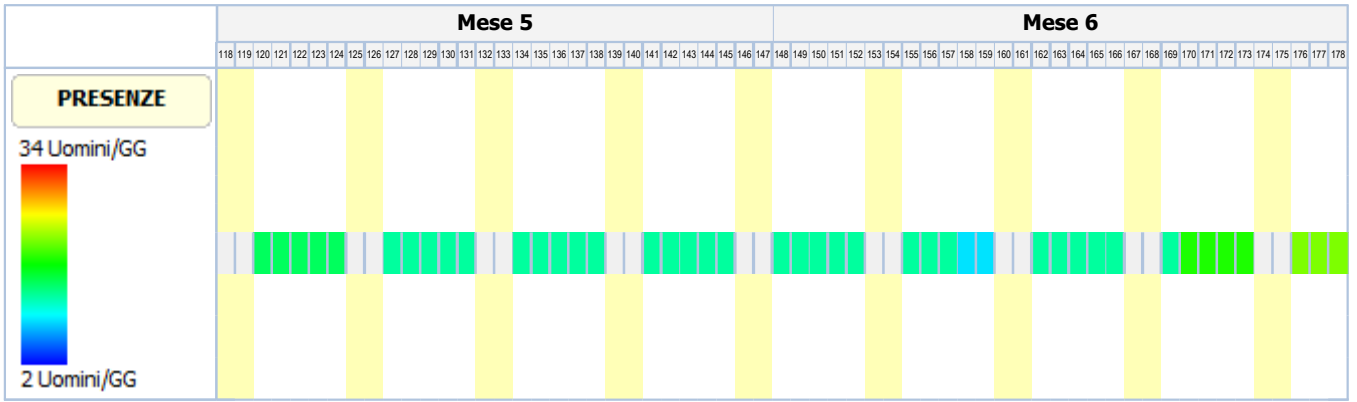 Mese 5 Mese 6
118 119 120 121 122 123 124 125 126 127 128 129 130 131 132 133 134 135 136 137 138 139 140 141 142 143 144 145 146 147 148 149 150 151 152 153 154 155 156 157 158 159 160 161 162 163 164 165 166 167 168 169 170 171 172 173 174 175 176 177 178
PRESENZE
34 Uomini/GG
2 Uomini/GG